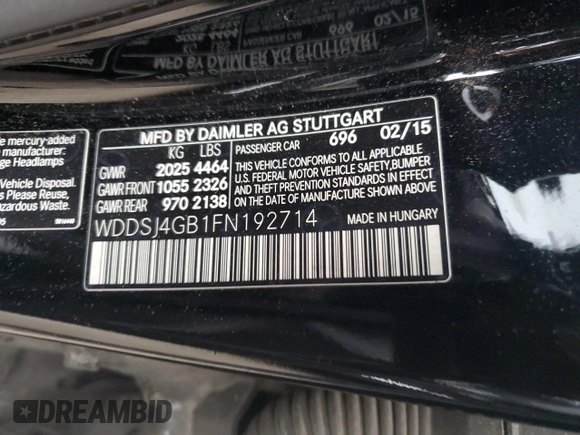 MFD BY DAIMLER AG STUTTGART
KG LBS
PASSENGER CAR 696 02/15
GVWR 2025 4464
GAWR FRONT 1055 2326
GAWR REAR 970 2138
THIS VEHICLE CONFORMS TO ALL APPLICABLE
U.S. FEDERAL MOTOR VEHICLE SAFETY,BUMPER
AND THEFT PREVENTION STANDARDS IN EFFECT
ON THE DATE OF MANUFACTURE SHOWN ABOVE.
WDDSJ4GB1FN192714
MADE IN HUNGARY
mercury-added
manufacturer:
Headlamps
Vehicle Disposal.
Please Reuse,
Hazardous Waste.
DREAMBID